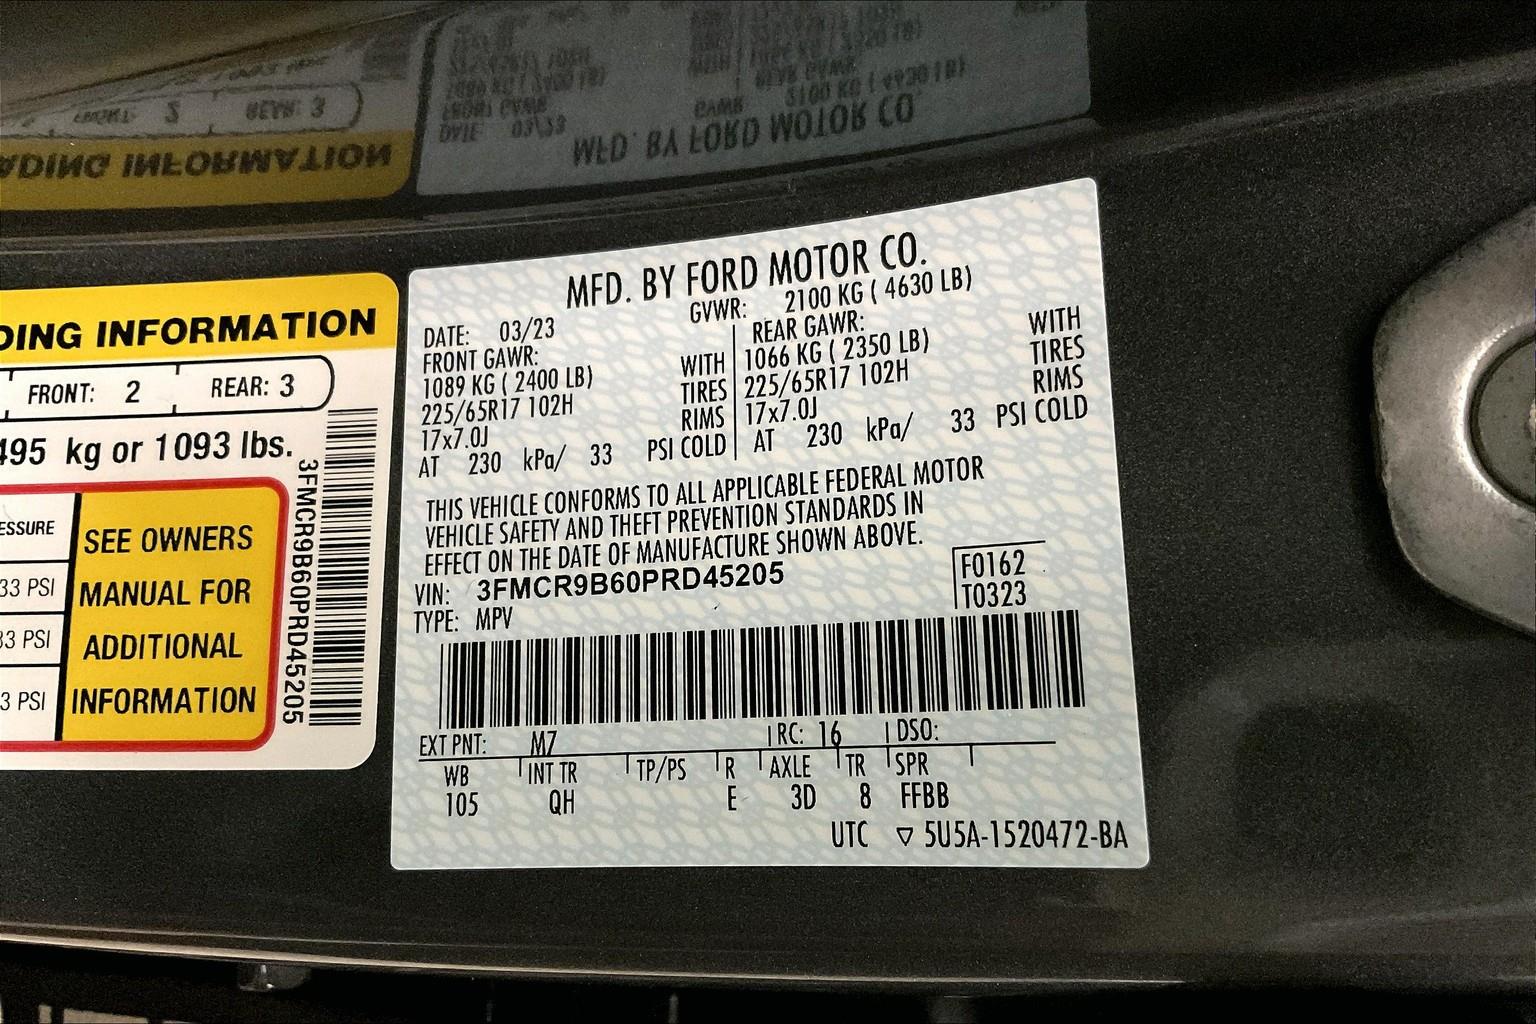 DING INFORMATION
FRONT: 2 REAR: 3
495 kg or 1093 lbs.
ESSURE
33 PSI
33 PSI
3 PSI
SEE OWNERS
MANUAL FOR
ADDITIONAL
INFORMATION
3FMCR9B60PRD45205
MFD. BY FORD MOTOR CO.
DATE: 03/23 GVWR: 2100 KG ( 4630 LB)
FRONT GAWR: REAR GAWR:
1089 KG ( 2400 LB) WITH 1066 KG ( 2350 LB) WITH
225/65R17 102H TIRES 225/65R17 102H TIRES
17x7.0J RIMS 17x7.0J RIMS
AT 230 kPa/ 33 PSI COLD AT 230 kPa/ 33 PSI COLD
THIS VEHICLE CONFORMS TO ALL APPLICABLE FEDERAL MOTOR
VEHICLE SAFETY AND THEFT PREVENTION STANDARDS IN
EFFECT ON THE DATE OF MANUFACTURE SHOWN ABOVE.
VIN: 3FMCR9B60PRD45205 F0162
TYPE: MPV T0323
EXT PNT: M7 RC: 16 DSO:
WB INT TR TP/PS R AXLE TR SPR
105 QH E 3D 8 FFBB
UTC ▽ 5U5A-1520472-BA